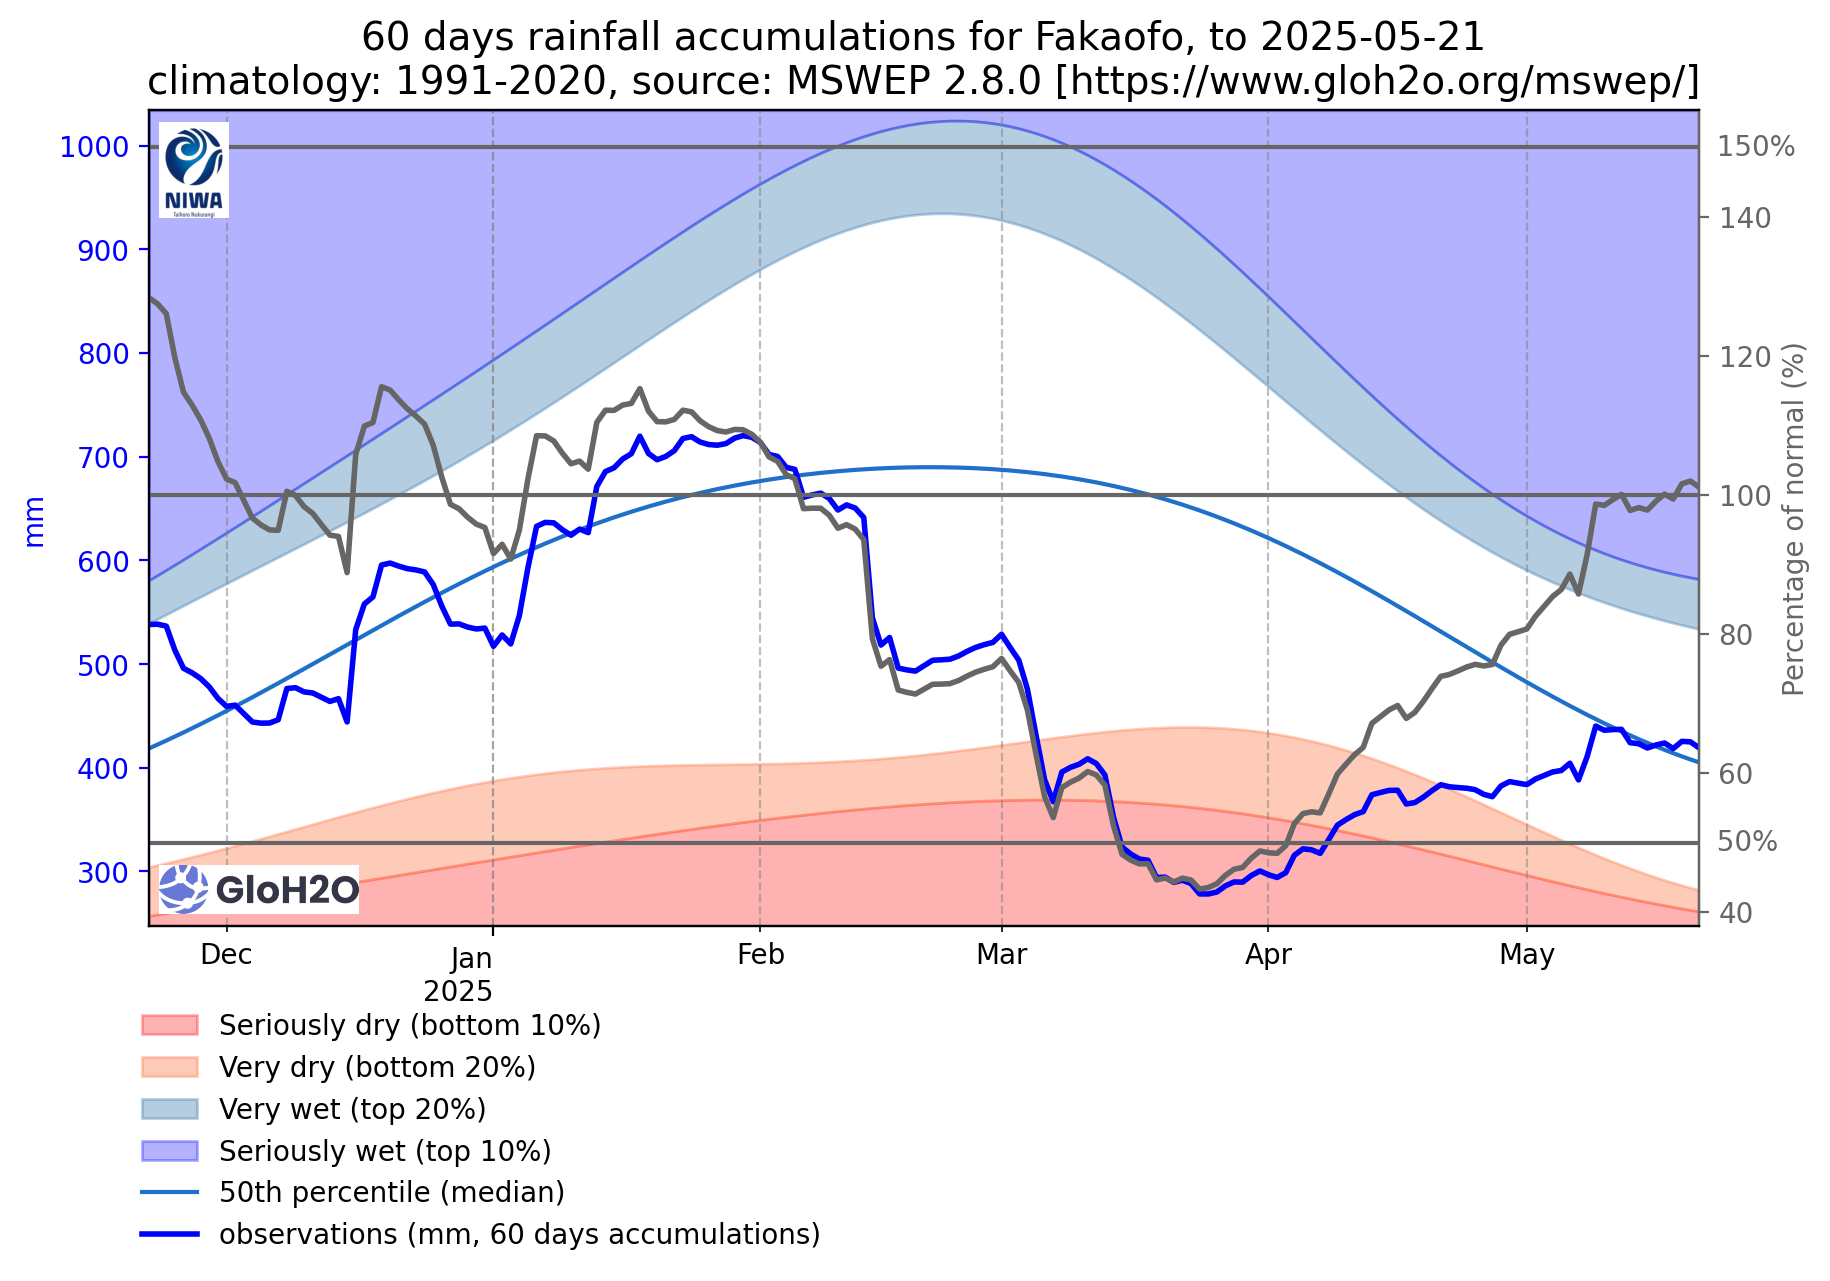 60 days rainfall accumulations for Fakaofo, to 2025-05-21
climatology: 1991-2020, source: MSWEP 2.8.0 [https://www.gloh2o.org/mswep/]
NIWA
Taihoro Nukurangi
1000
900
800
700
600
500
400
300
mm
150%
140
120
100
80
60
50%
40
Percentage of normal (%)
GloH2O
Dec
Jan
2025
Feb
Mar
Apr
May
Seriously dry (bottom 10%)
Very dry (bottom 20%)
Very wet (top 20%)
Seriously wet (top 10%)
50th percentile (median)
observations (mm, 60 days accumulations)